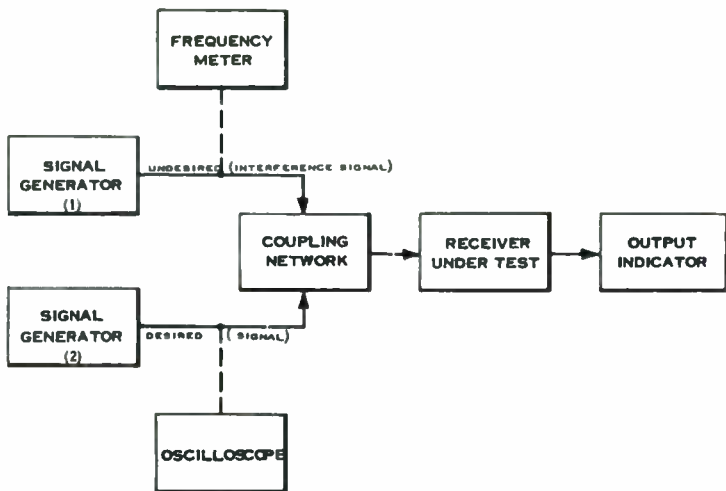 FREQUENCY
METER
SIGNAL
GENERATOR
(1)
UNDESIRED (INTERFERENCE SIGNAL)
COUPLING
NETWORK
RECEIVER
UNDER TEST
OUTPUT
INDICATOR
SIGNAL
GENERATOR
(2)
DESIRED (SIGNAL)
OSCILLOSCOPE